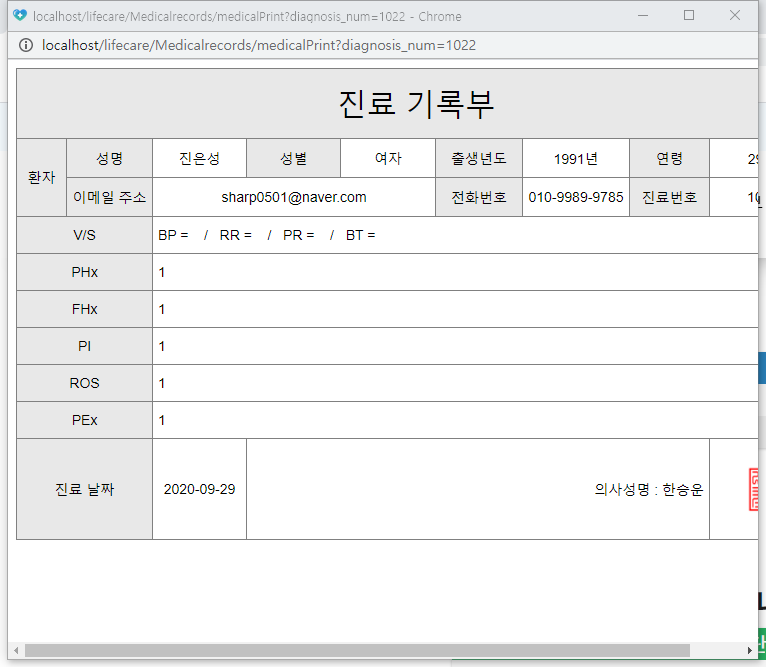 localhost/lifecare/Medicalrecords/medicalPrint?diagnosis_num=1022 - Chrome
localhost/lifecare/Medicalrecords/medicalPrint?diagnosis_num=1022
진료 기록부
환자 성명 진은성 성별 여자 출생년도 1991년 연령
이메일 주소 sharp0501@naver.com 전화번호 010-9989-9785 진료번호
V/S BP = / RR = / PR = / BT =
PHx 1
FHx 1
PI 1
ROS 1
PEx 1
진료 날짜 2020-09-29 의사성명 : 한승운